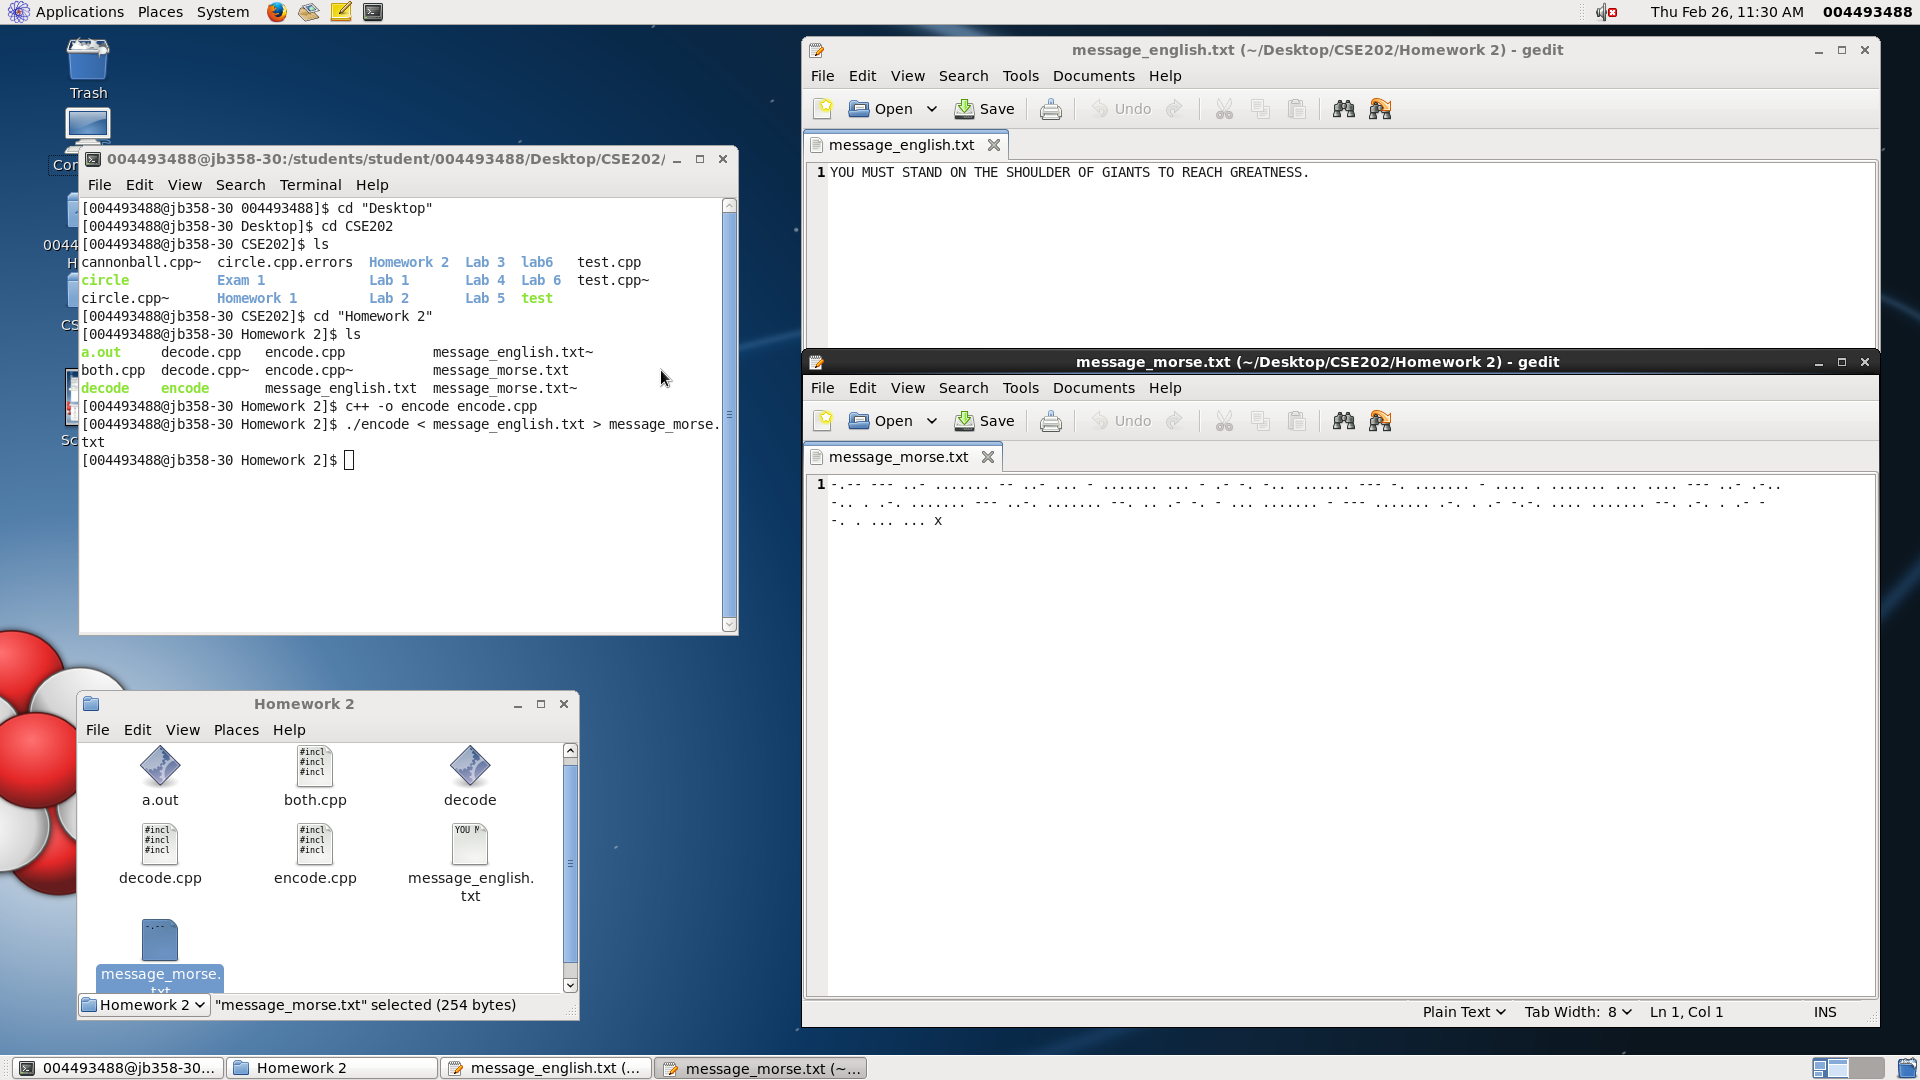 Applications Places System
Thu Feb 26, 11:30 AM 004493488
Trash
Con
0044
H
CS
Sc
004493488@jb358-30:/students/student/004493488/Desktop/CSE202/
File Edit View Search Terminal Help
[004493488@jb358-30 004493488]$ cd "Desktop"
[004493488@jb358-30 Desktop]$ cd CSE202
[004493488@jb358-30 CSE202]$ ls
cannonball.cpp~ circle.cpp.errors Homework 2 Lab 3 lab6 test.cpp
circle Exam 1 Lab 1 Lab 4 Lab 6 test.cpp~
circle.cpp~ Homework 1 Lab 2 Lab 5 test
[004493488@jb358-30 CSE202]$ cd "Homework 2"
[004493488@jb358-30 Homework 2]$ ls
a.out decode.cpp encode.cpp message_english.txt~
both.cpp decode.cpp~ encode.cpp~ message_morse.txt
decode encode message_english.txt message_morse.txt~
[004493488@jb358-30 Homework 2]$ c++ -o encode encode.cpp
[004493488@jb358-30 Homework 2]$ ./encode < message_english.txt > message_morse.
txt
[004493488@jb358-30 Homework 2]$
Homework 2
File Edit View Places Help
#incl
#incl
#incl
a.out both.cpp decode
#incl #incl YOU M
#incl #incl
#incl #incl
decode.cpp encode.cpp message_english.
txt
-.--
message_morse.
txt
Homework 2 "message_morse.txt" selected (254 bytes)
message_english.txt (~/Desktop/CSE202/Homework 2) - gedit
File Edit View Search Tools Documents Help
Open Save Undo
message_english.txt
1 YOU MUST STAND ON THE SHOULDER OF GIANTS TO REACH GREATNESS.
message_morse.txt (~/Desktop/CSE202/Homework 2) - gedit
File Edit View Search Tools Documents Help
Open Save Undo
message_morse.txt
1 -.-- --- ..- ....... -- ..- ... - ....... ... - .- -. -.. ....... --- -. ....... - .... . ....... ... .... --- ..- .-..
-.. . .-. ....... --- ..-. ....... --. .. .- -. - ... ....... - --- ....... .-. . .- -.-. .... ....... --. .-. . .- -
-. . ... ... x
Plain Text Tab Width: 8 Ln 1, Col 1 INS
004493488@jb358-30... Homework 2 message_english.txt (... message_morse.txt (~...